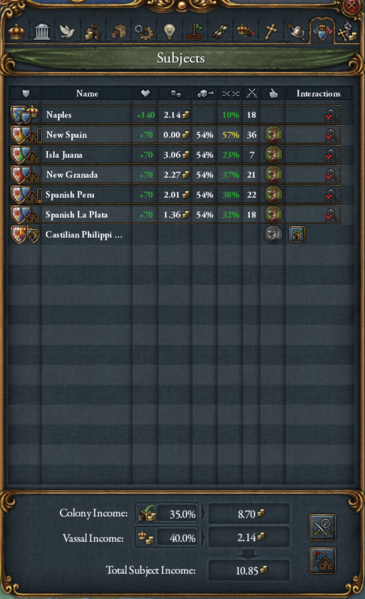 Subjects
Name Interactions
Naples +140 2.14 10% 18
New Spain +70 0.00 54% 57% 36
Isla Juana +70 3.06 54% 23% 7
New Granada +70 2.27 54% 37% 21
Spanish Peru +70 2.01 54% 38% 22
Spanish La Plata +70 1.36 54% 32% 18
Castilian Philippi ...
Colony Income: 35.0% 8.70
Vassal Income: 40.0% 2.14
Total Subject Income: 10.85